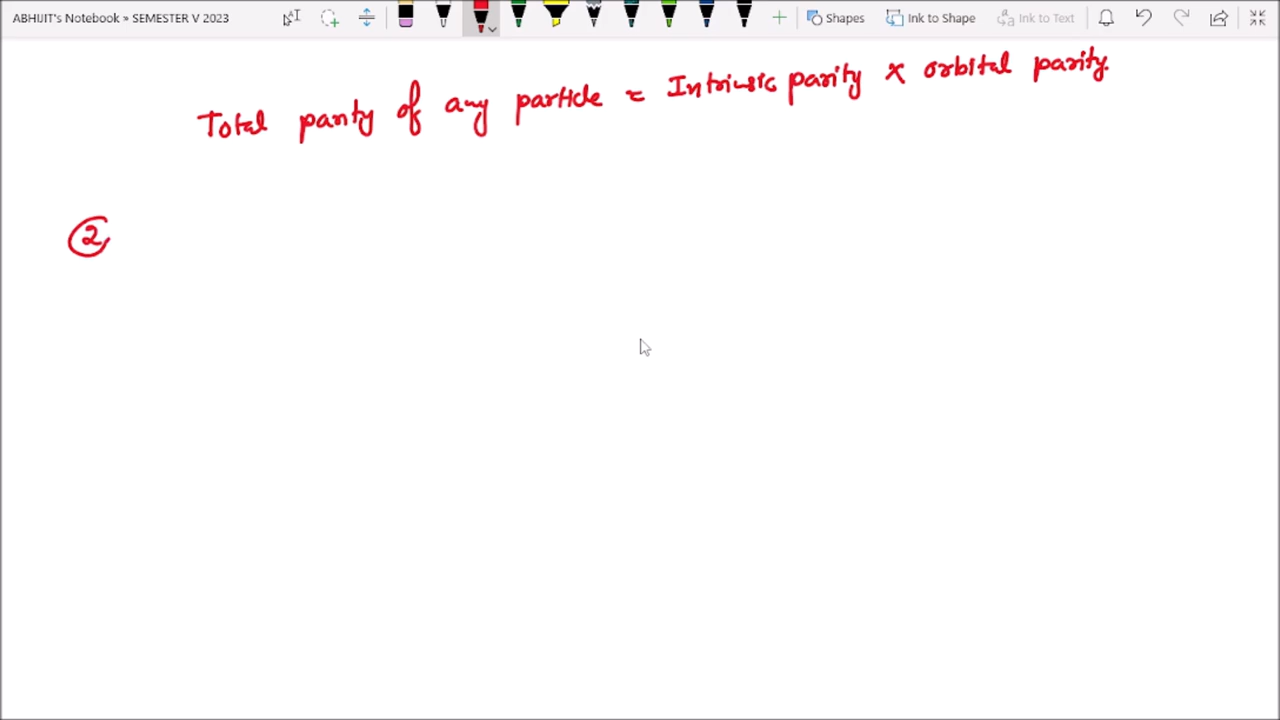 ABHIJIT's Notebook » SEMESTER V 2023
Shapes
Ink to Shape
Ink to Text
Total parity of any particle = Intrinsic parity × orbital parity.
②